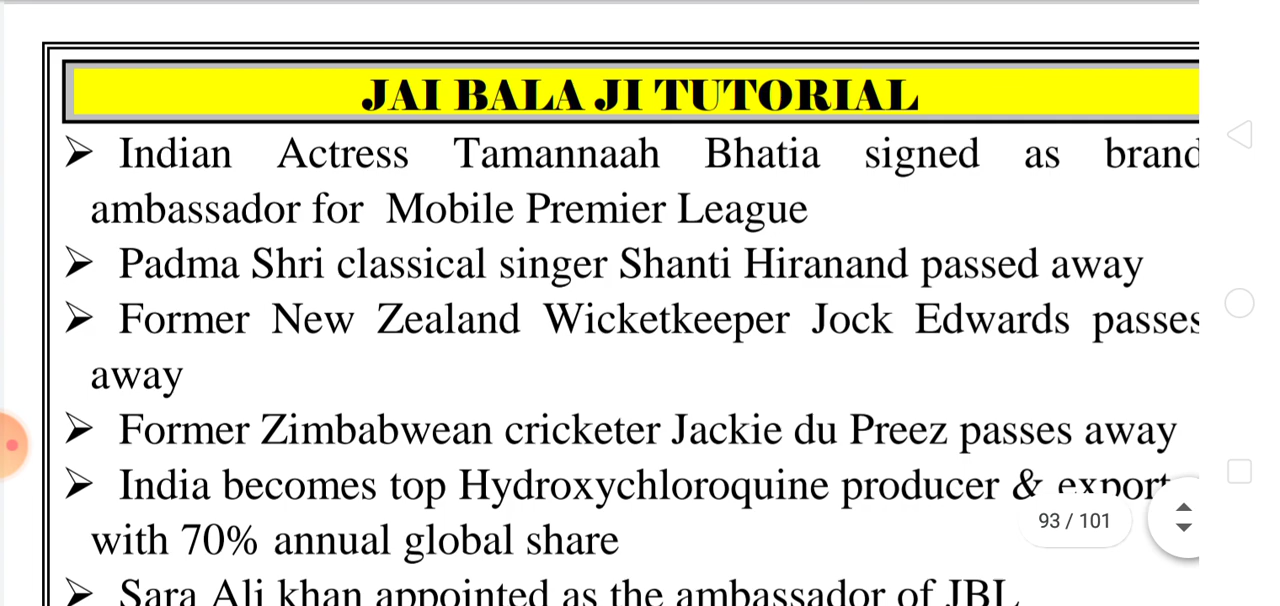 JAI BALA JI TUTORIAL
➢ Indian Actress Tamannaah Bhatia signed as brand
ambassador for Mobile Premier League
➢ Padma Shri classical singer Shanti Hiranand passed away
➢ Former New Zealand Wicketkeeper Jock Edwards passes
away
➢ Former Zimbabwean cricketer Jackie du Preez passes away
➢ India becomes top Hydroxychloroquine producer &
with 70% annual global share
93 / 101
➢ Sara Ali khan appointed as the ambassador of JBL